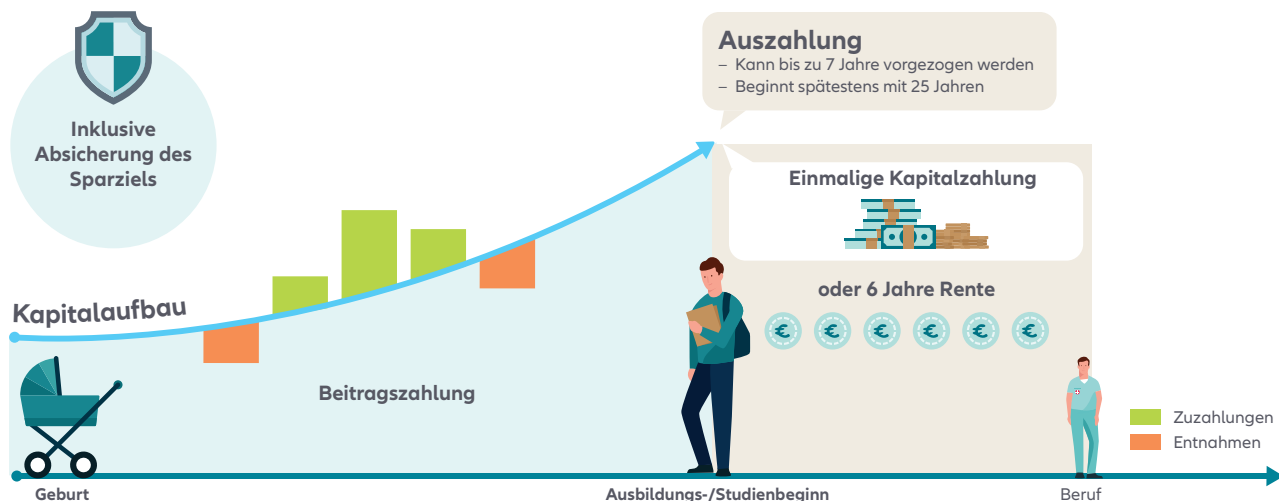 Inklusive
Absicherung des
Sparziels
Auszahlung
– Kann bis zu 7 Jahre vorgezogen werden
– Beginnt spätestens mit 25 Jahren
Einmalige Kapitalzahlung
oder 6 Jahre Rente
€ € € € € €
Kapitalaufbau
Beitragszahlung
Zuzahlungen
Entnahmen
Geburt
Ausbildungs-/Studienbeginn
Beruf